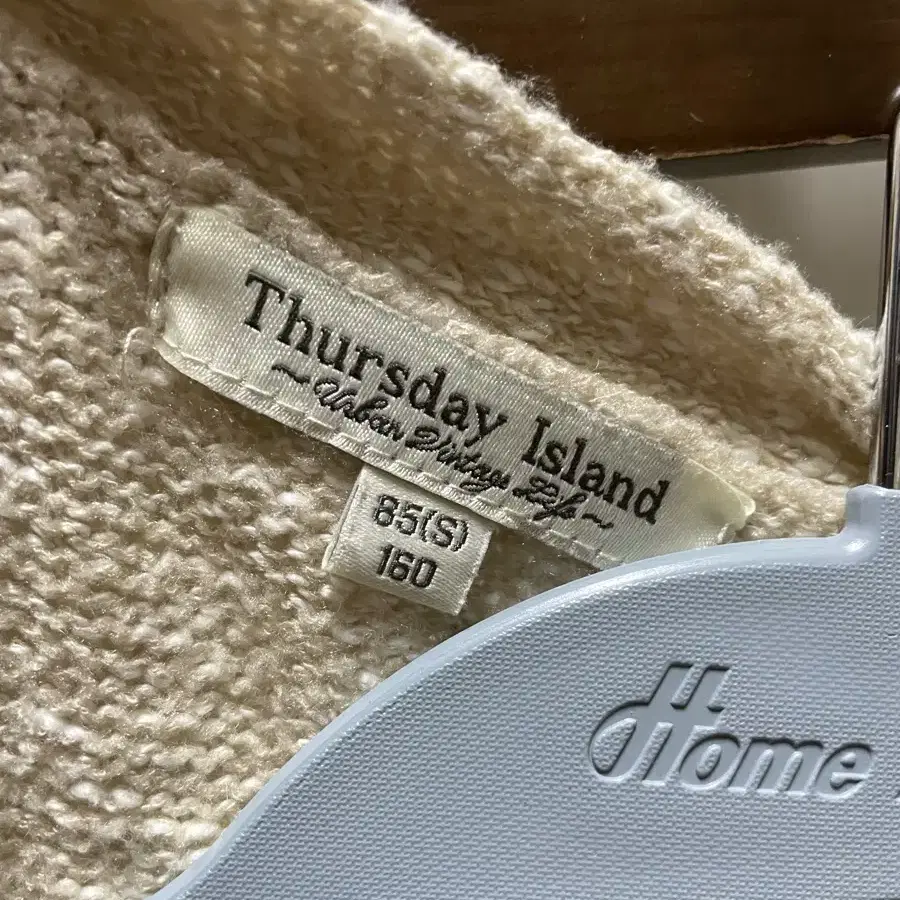 Thursday Island
~Urban Vintage Life~
85(S)
160
Home